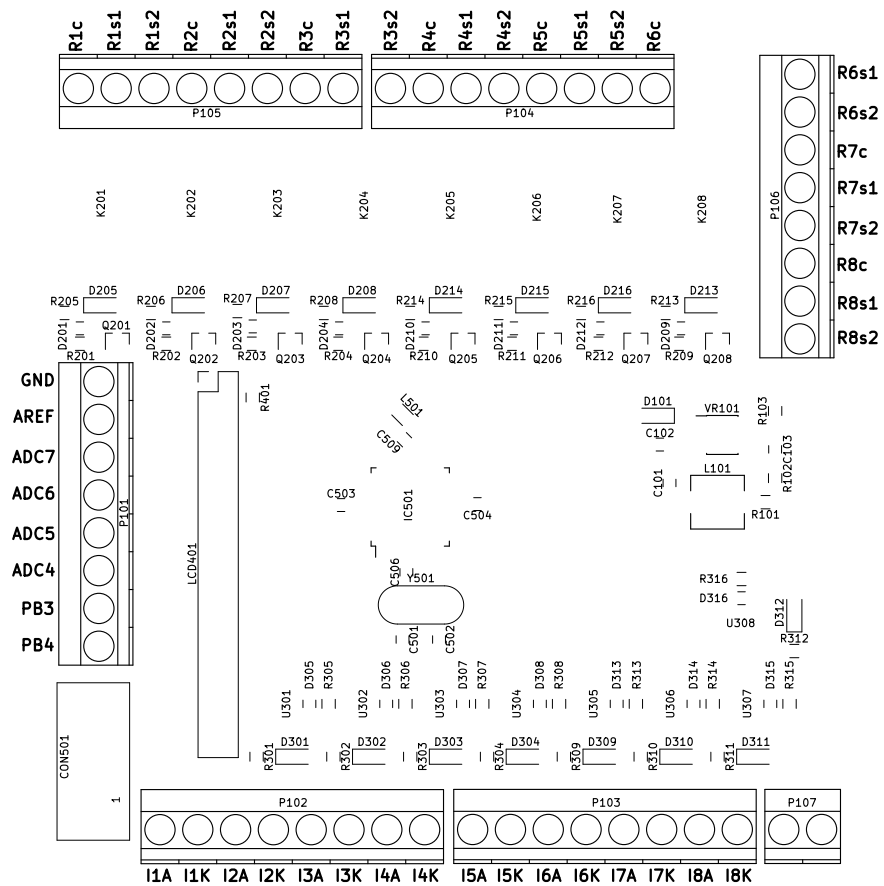 R1c R1s1 R1s2 R2c R2s1 R2s2 R3c R3s1 R3s2 R4c R4s1 R4s2 R5c R5s1 R5s2 R6c
P105 P104
R6s1
R6s2
R7c
R7s1
R7s2
R8c
R8s1
R8s2
P106
K201 K202 K203 K204 K205 K206 K207 K208
R205 D205 R206 D206 R207 D207 R208 D208 R214 D214 R215 D215 R216 D216 R213 D213
D201 Q201 D202 D203 D204 D210 D211 D212 D209
R201 R202 Q202 R203 Q203 R204 Q204 R210 Q205 R211 Q206 R212 Q207 R209 Q208
GND
AREF
ADC7
ADC6
ADC5
ADC4
PB3
PB4
P101
LCD401
R401
L501
C509
C503
IC501
C504
C506
Y501
C501 C502
D101
VR101
R103
C102
C103
L101
C101
R102
R101
R316
D316
U308
D312
R312
U301 D305 R305 U302 D306 R306 U303 D307 R307 U304 D308 R308 U305 D313 R313 U306 D314 R314 U307 D315 R315
R301 D301 R302 D302 R303 D303 R304 D304 R309 D309 R310 D310 R311 D311
CON501
1
P102 P103 P107
I1A I1K I2A I2K I3A I3K I4A I4K I5A I5K I6A I6K I7A I7K I8A I8K